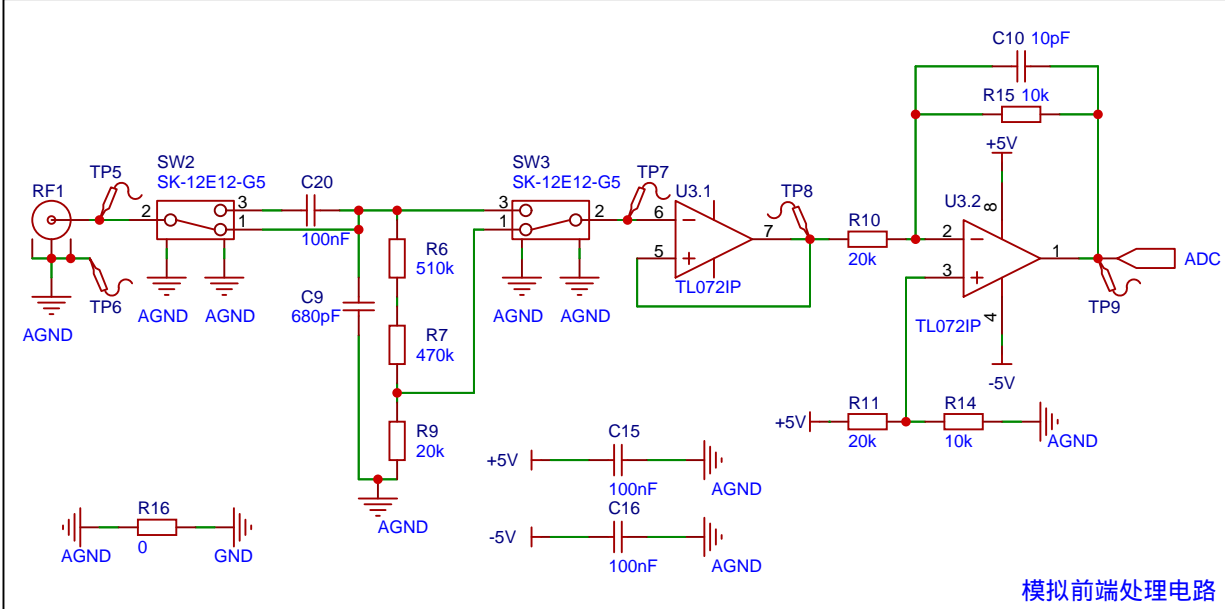 C10 10pF
R15 10k
+5V
SW2
SK-12E12-G5
SW3
SK-12E12-G5
TP5
C20
TP7
U3.1
TP8
RF1
2
3
1
100nF
3
1
2
6
5
7
TL072IP
R10
20k
U3.2
8
2
3
1
4
TL072IP
ADC
TP9
R6
510k
TP6
AGND
AGND
AGND
C9
680pF
AGND
AGND
R7
470k
-5V
R9
20k
+5V
R11
20k
R14
10k
AGND
C15
+5V
100nF
AGND
AGND
R16
0
AGND
GND
C16
-5V
100nF
AGND
模拟前端处理电路